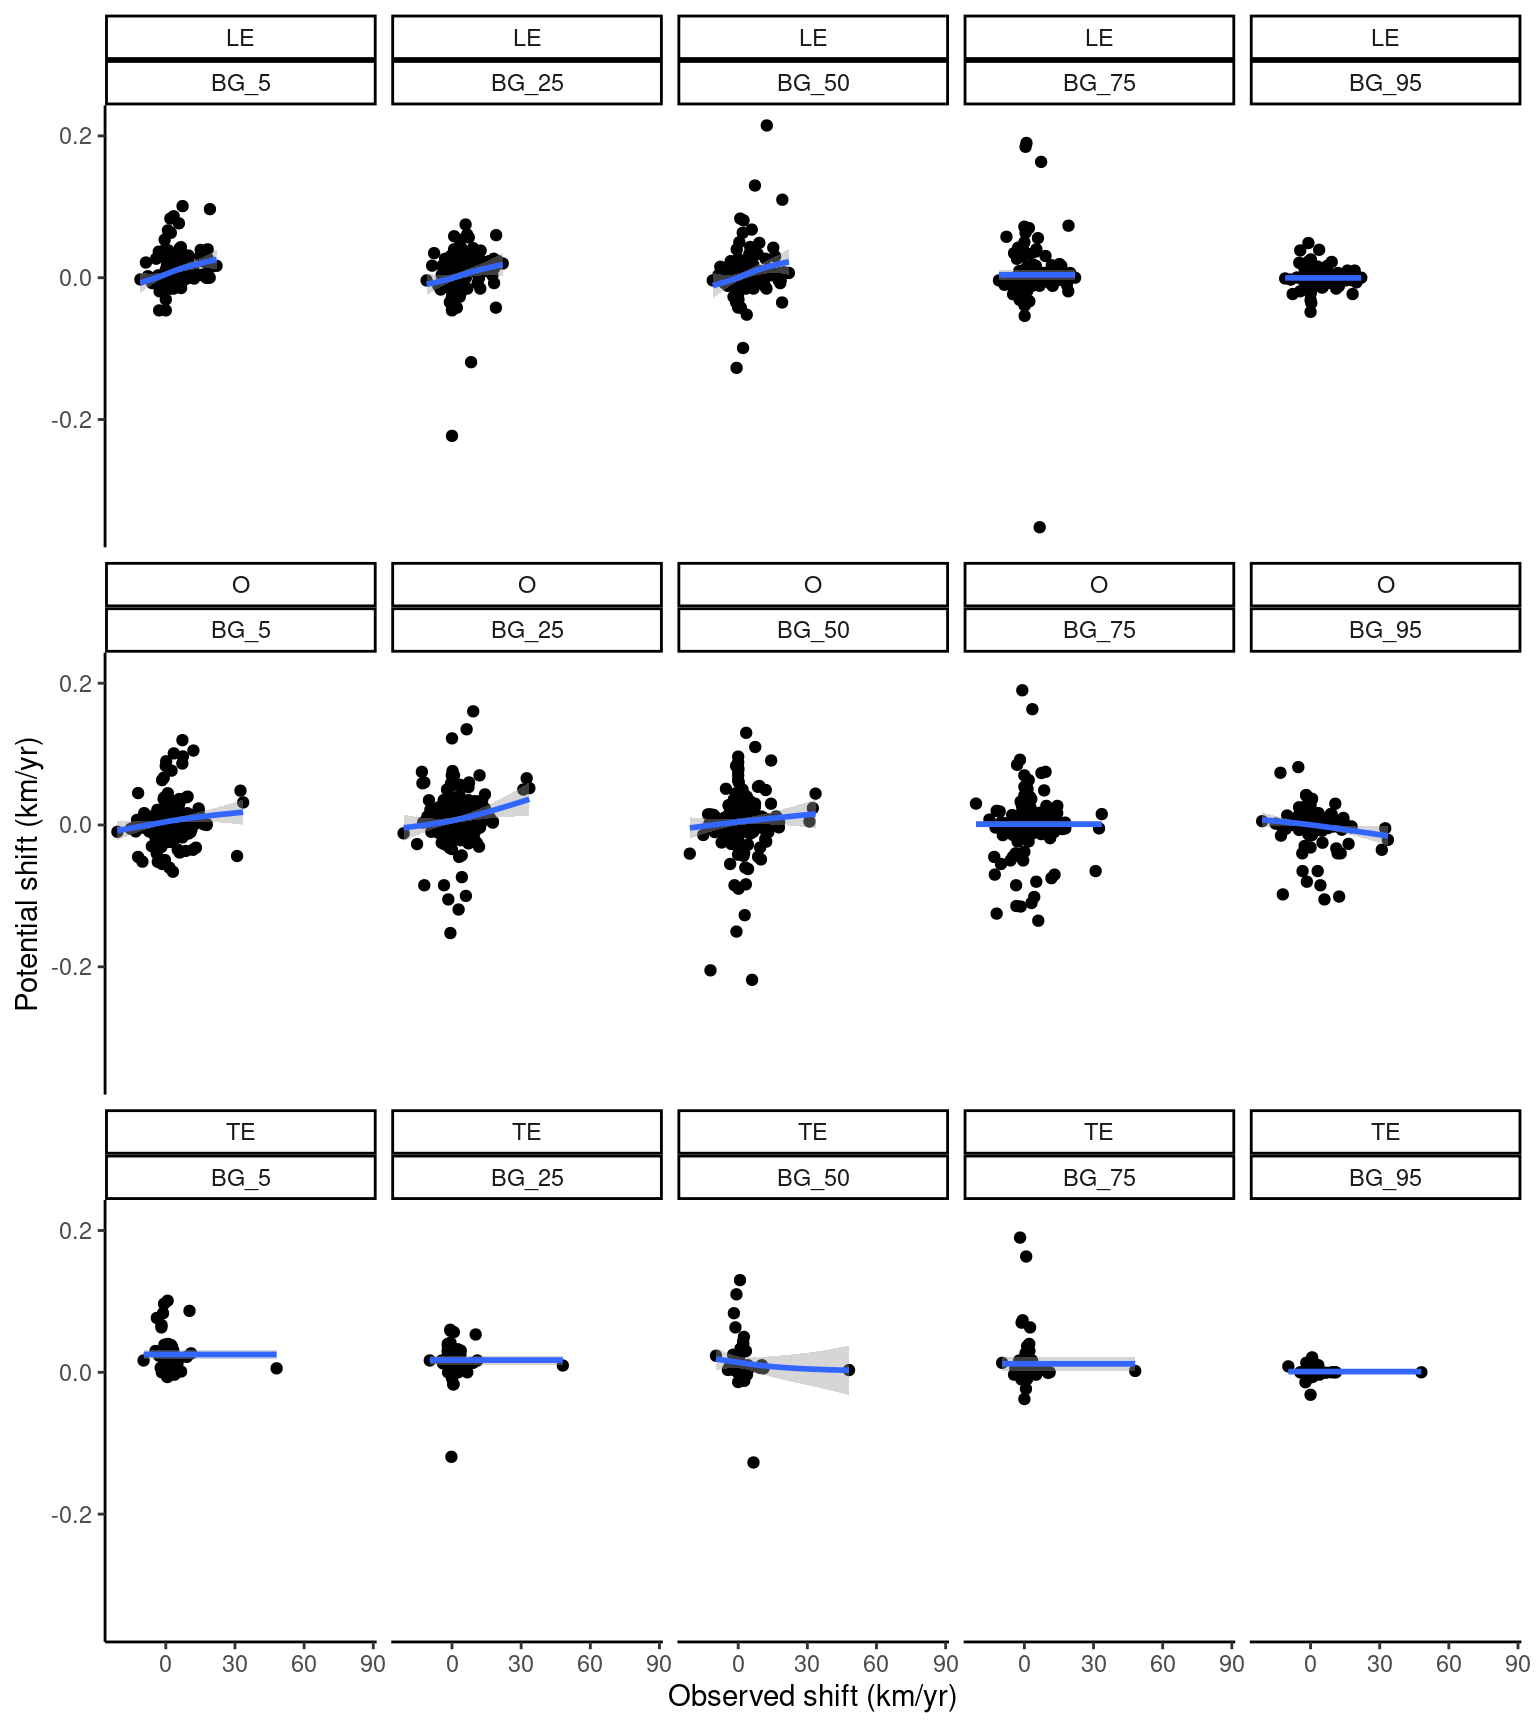 LE LE LE LE LE
BG_5 BG_25 BG_50 BG_75 BG_95
0.2
0.0
-0.2
O O O O O
BG_5 BG_25 BG_50 BG_75 BG_95
0.2
0.0
-0.2
Potential shift (km/yr)
TE TE TE TE TE
BG_5 BG_25 BG_50 BG_75 BG_95
0.2
0.0
-0.2
0 30 60 90 0 30 60 90 0 30 60 90 0 30 60 90 0 30 60 90
Observed shift (km/yr)